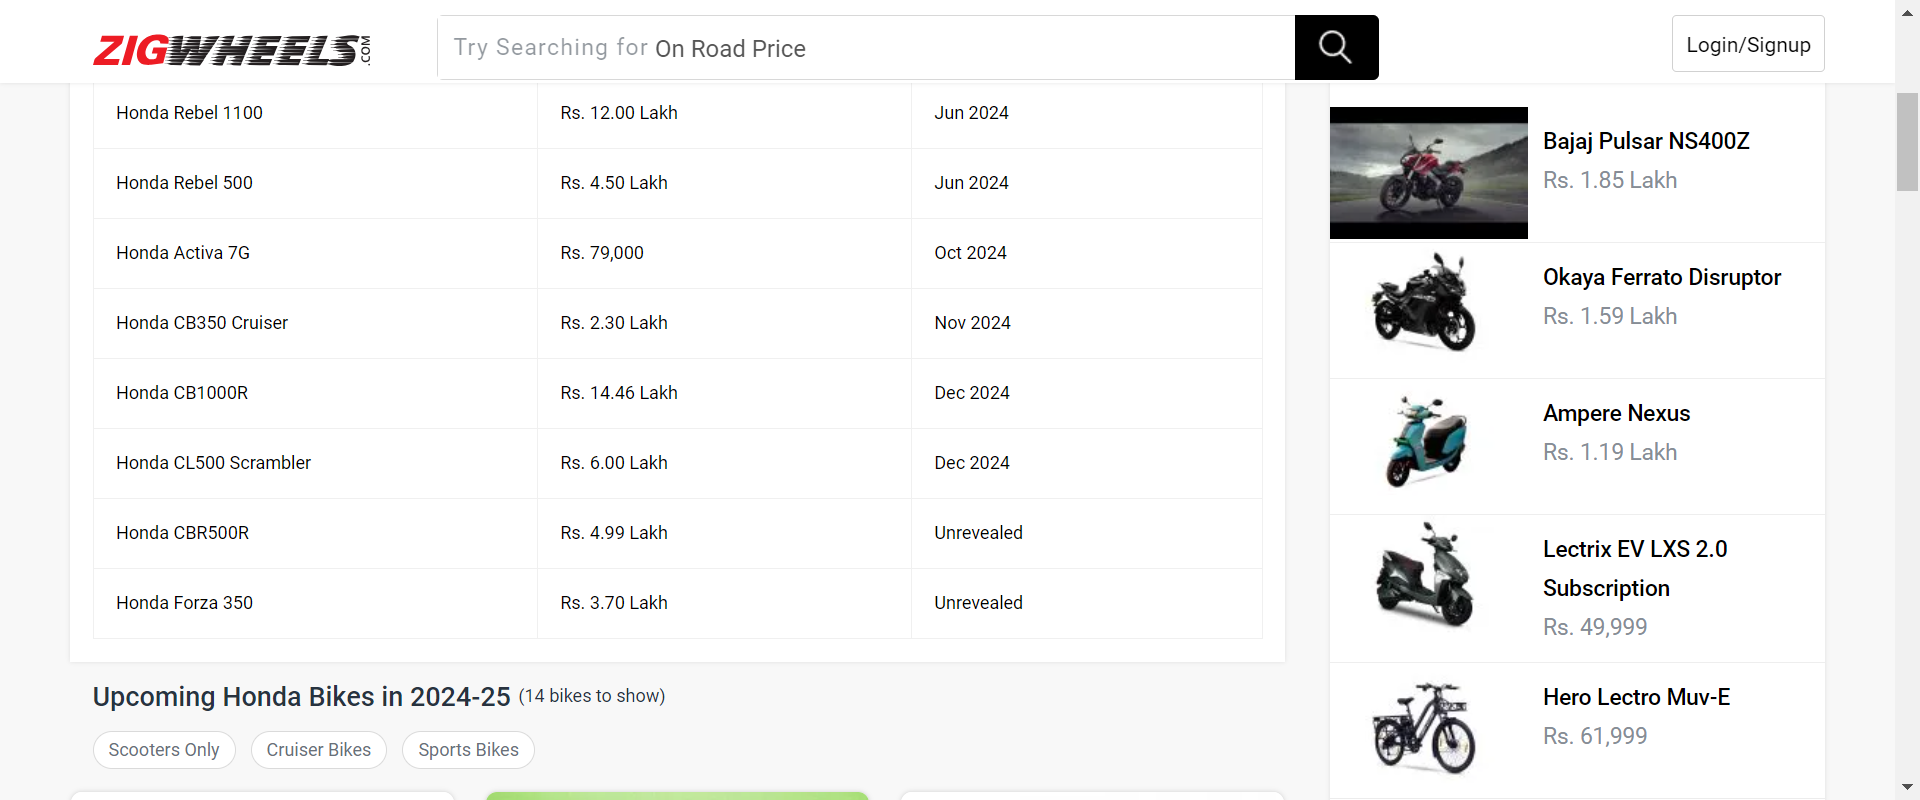 ZIGWHEELS.COM
Try Searching for On Road Price
Login/Signup
Honda Rebel 1100 Rs. 12.00 Lakh Jun 2024
Honda Rebel 500 Rs. 4.50 Lakh Jun 2024
Honda Activa 7G Rs. 79,000 Oct 2024
Honda CB350 Cruiser Rs. 2.30 Lakh Nov 2024
Honda CB1000R Rs. 14.46 Lakh Dec 2024
Honda CL500 Scrambler Rs. 6.00 Lakh Dec 2024
Honda CBR500R Rs. 4.99 Lakh Unrevealed
Honda Forza 350 Rs. 3.70 Lakh Unrevealed
Upcoming Honda Bikes in 2024-25 (14 bikes to show)
Scooters Only Cruiser Bikes Sports Bikes
Bajaj Pulsar NS400Z
Rs. 1.85 Lakh
Okaya Ferrato Disruptor
Rs. 1.59 Lakh
Ampere Nexus
Rs. 1.19 Lakh
Lectrix EV LXS 2.0
Subscription
Rs. 49,999
Hero Lectro Muv-E
Rs. 61,999